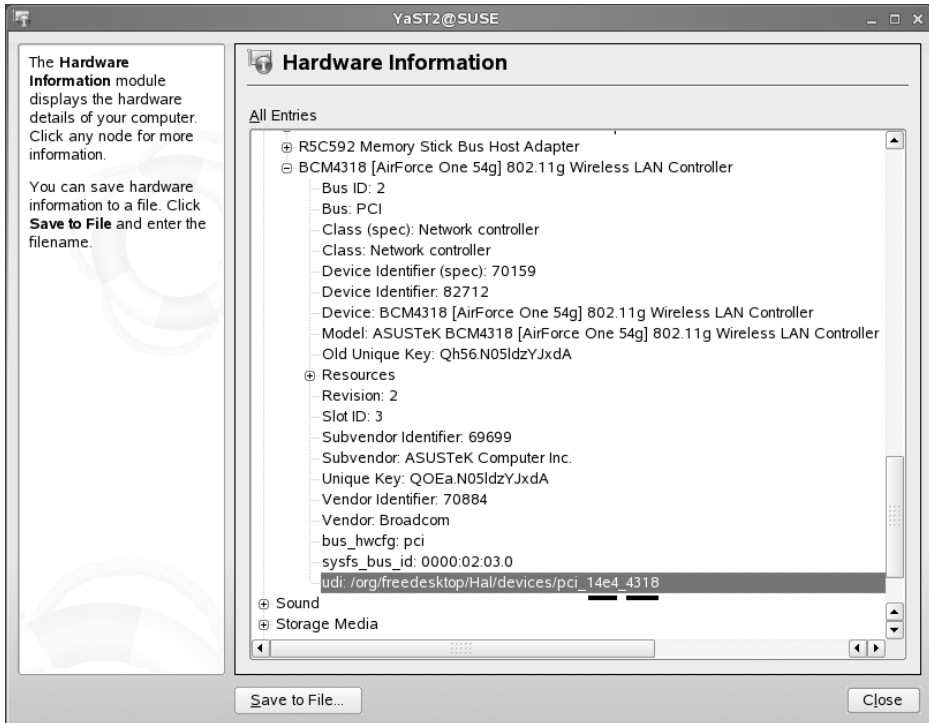 YaST2@SUSE
The Hardware
Information module
displays the hardware
details of your computer.
Click any node for more
information.
You can save hardware
information to a file. Click
Save to File and enter the
filename.
Hardware Information
All Entries
R5C592 Memory Stick Bus Host Adapter
BCM4318 [AirForce One 54g] 802.11g Wireless LAN Controller
Bus ID: 2
Bus: PCI
Class (spec): Network controller
Class: Network controller
Device Identifier (spec): 70159
Device Identifier: 82712
Device: BCM4318 [AirForce One 54g] 802.11g Wireless LAN Controller
Model: ASUSTeK BCM4318 [AirForce One 54g] 802.11g Wireless LAN Controller
Old Unique Key: Qh56.N05ldzYJxdA
Resources
Revision: 2
Slot ID: 3
Subvendor Identifier: 69699
Subvendor: ASUSTeK Computer Inc.
Unique Key: QOEa.N05ldzYJxdA
Vendor Identifier: 70884
Vendor: Broadcom
bus_hwcfg: pci
sysfs_bus_id: 0000:02:03.0
udi: /org/freedesktop/Hal/devices/pci_14e4_4318
Sound
Storage Media
Save to File...
Close